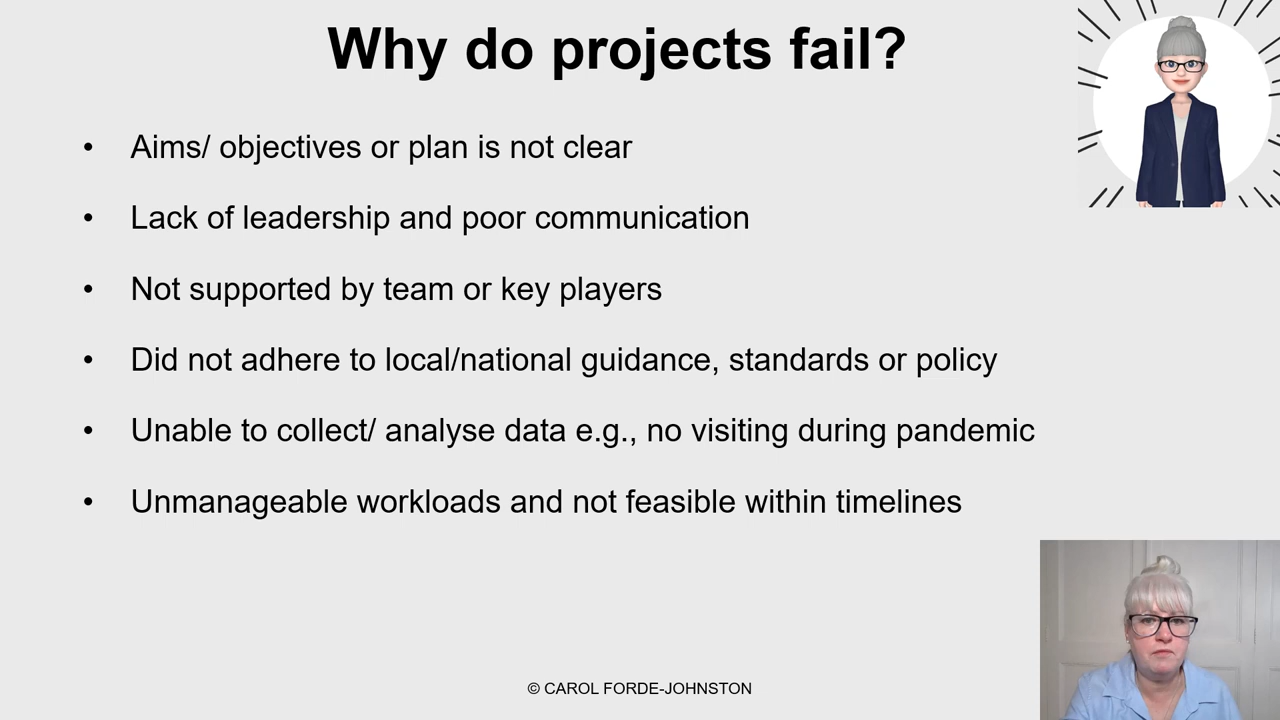 Why do projects fail?
• Aims/ objectives or plan is not clear
• Lack of leadership and poor communication
• Not supported by team or key players
• Did not adhere to local/national guidance, standards or policy
• Unable to collect/ analyse data e.g., no visiting during pandemic
• Unmanageable workloads and not feasible within timelines
© CAROL FORDE-JOHNSTON